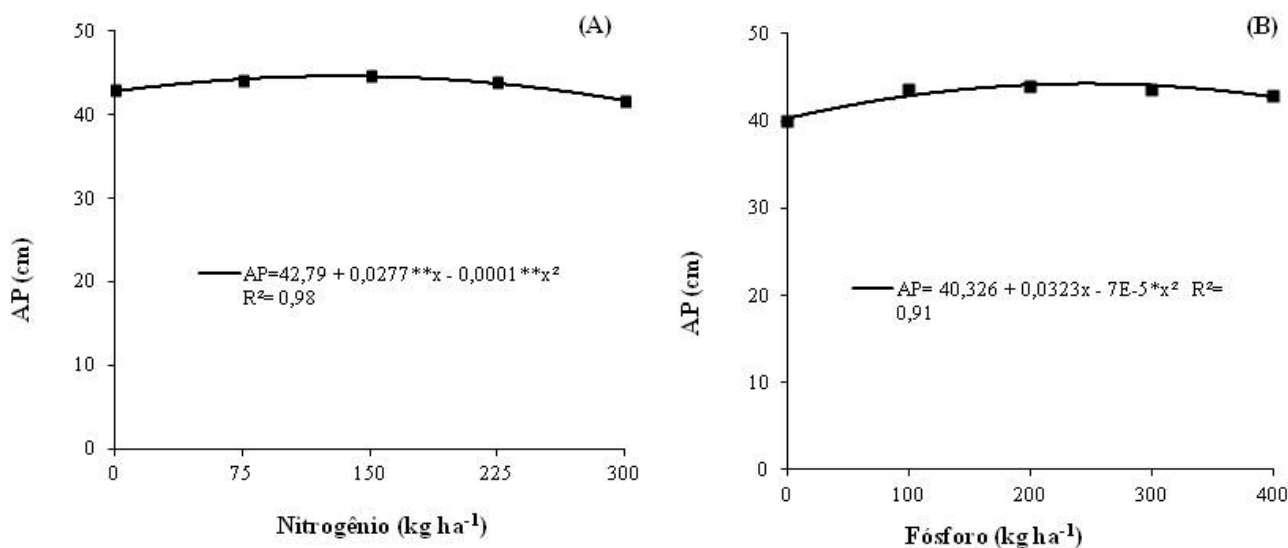 (A)
50
40
30
20
10
0
AP (cm)
AP=42,79 + 0,0277**x - 0,0001**x²
R²= 0,98
0 75 150 225 300
Nitrogênio (kg ha⁻¹)
(B)
50
40
30
20
10
0
AP (cm)
AP= 40,326 + 0,0323x - 7E-5*x² R²=
0,91
0 100 200 300 400
Fósforo (kg ha⁻¹)